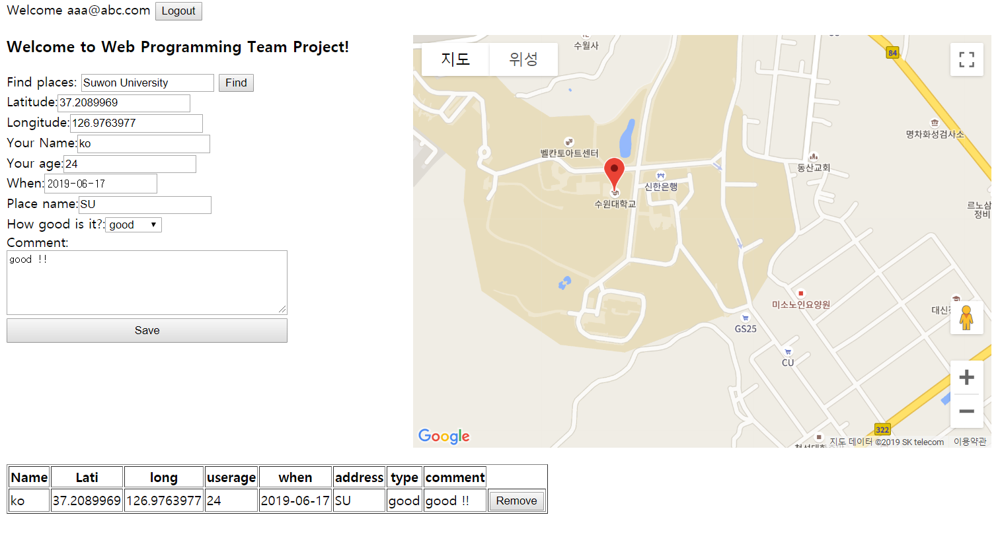 Welcome aaa@abc.com Logout
Welcome to Web Programming Team Project!
Find places: Suwon University Find
Latitude:37.2089969
Longitude:126.9763977
Your Name:ko
Your age:24
When: 2019-06-17
Place name:SU
How good is it?:good
Comment:
good !!
Save
지도 위성
수월사
84
명차화성검사소
벨칸토아트센터
동산교회
신한은행
수원대학교
르노삼
정비
미소노인요양원
대신
GS25
CU
322
Google
지도 데이터 ©2019 SK telecom 이용약관
Name Lati long userage when address type comment
ko 37.2089969 126.9763977 24 2019-06-17 SU good good !! Remove